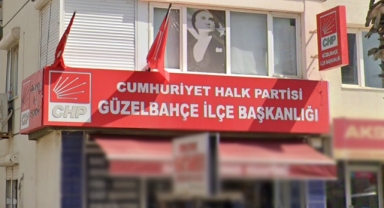 CHP
CUMHURİYET HALK PARTİSİ
GÜZELBAHÇE İLÇE BAŞKANLIĞI
CHP